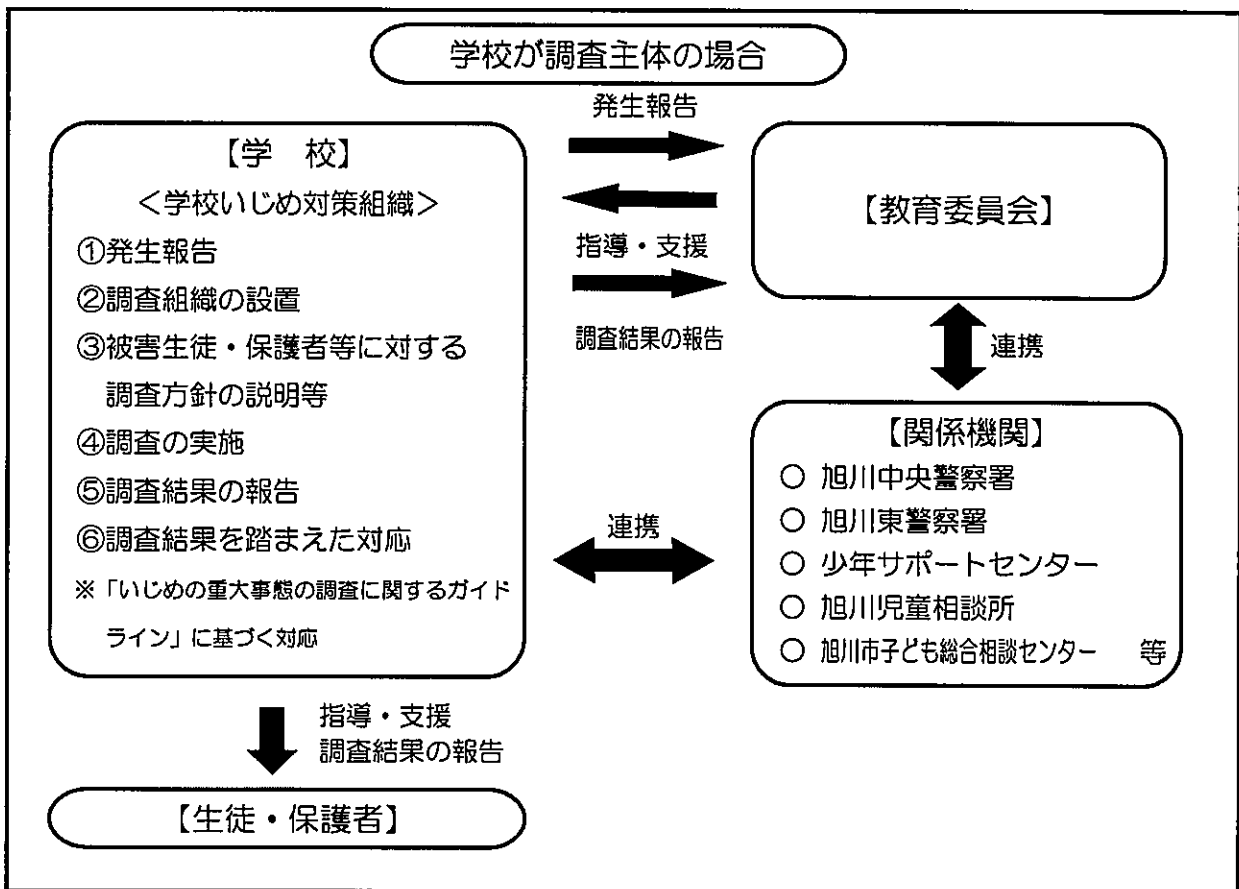 学校が調査主体の場合
【学　校】
＜学校いじめ対策組織＞
①発生報告
②調査組織の設置
③被害生徒・保護者等に対する
調査方針の説明等
④調査の実施
⑤調査結果の報告
⑥調査結果を踏まえた対応
※「いじめの重大事態の調査に関するガイド
ライン」に基づく対応
発生報告
指導・支援
調査結果の報告
【教育委員会】
連携
【関係機関】
○ 旭川中央警察署
○ 旭川東警察署
○ 少年サポートセンター
○ 旭川児童相談所
○ 旭川市子ども総合相談センター　等
連携
指導・支援
調査結果の報告
【生徒・保護者】